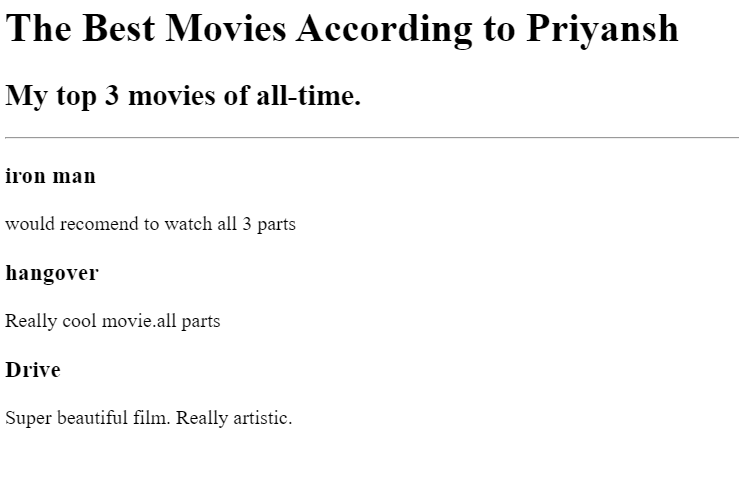 The Best Movies According to Priyansh
My top 3 movies of all-time.
iron man
would recomend to watch all 3 parts
hangover
Really cool movie.all parts
Drive
Super beautiful film. Really artistic.